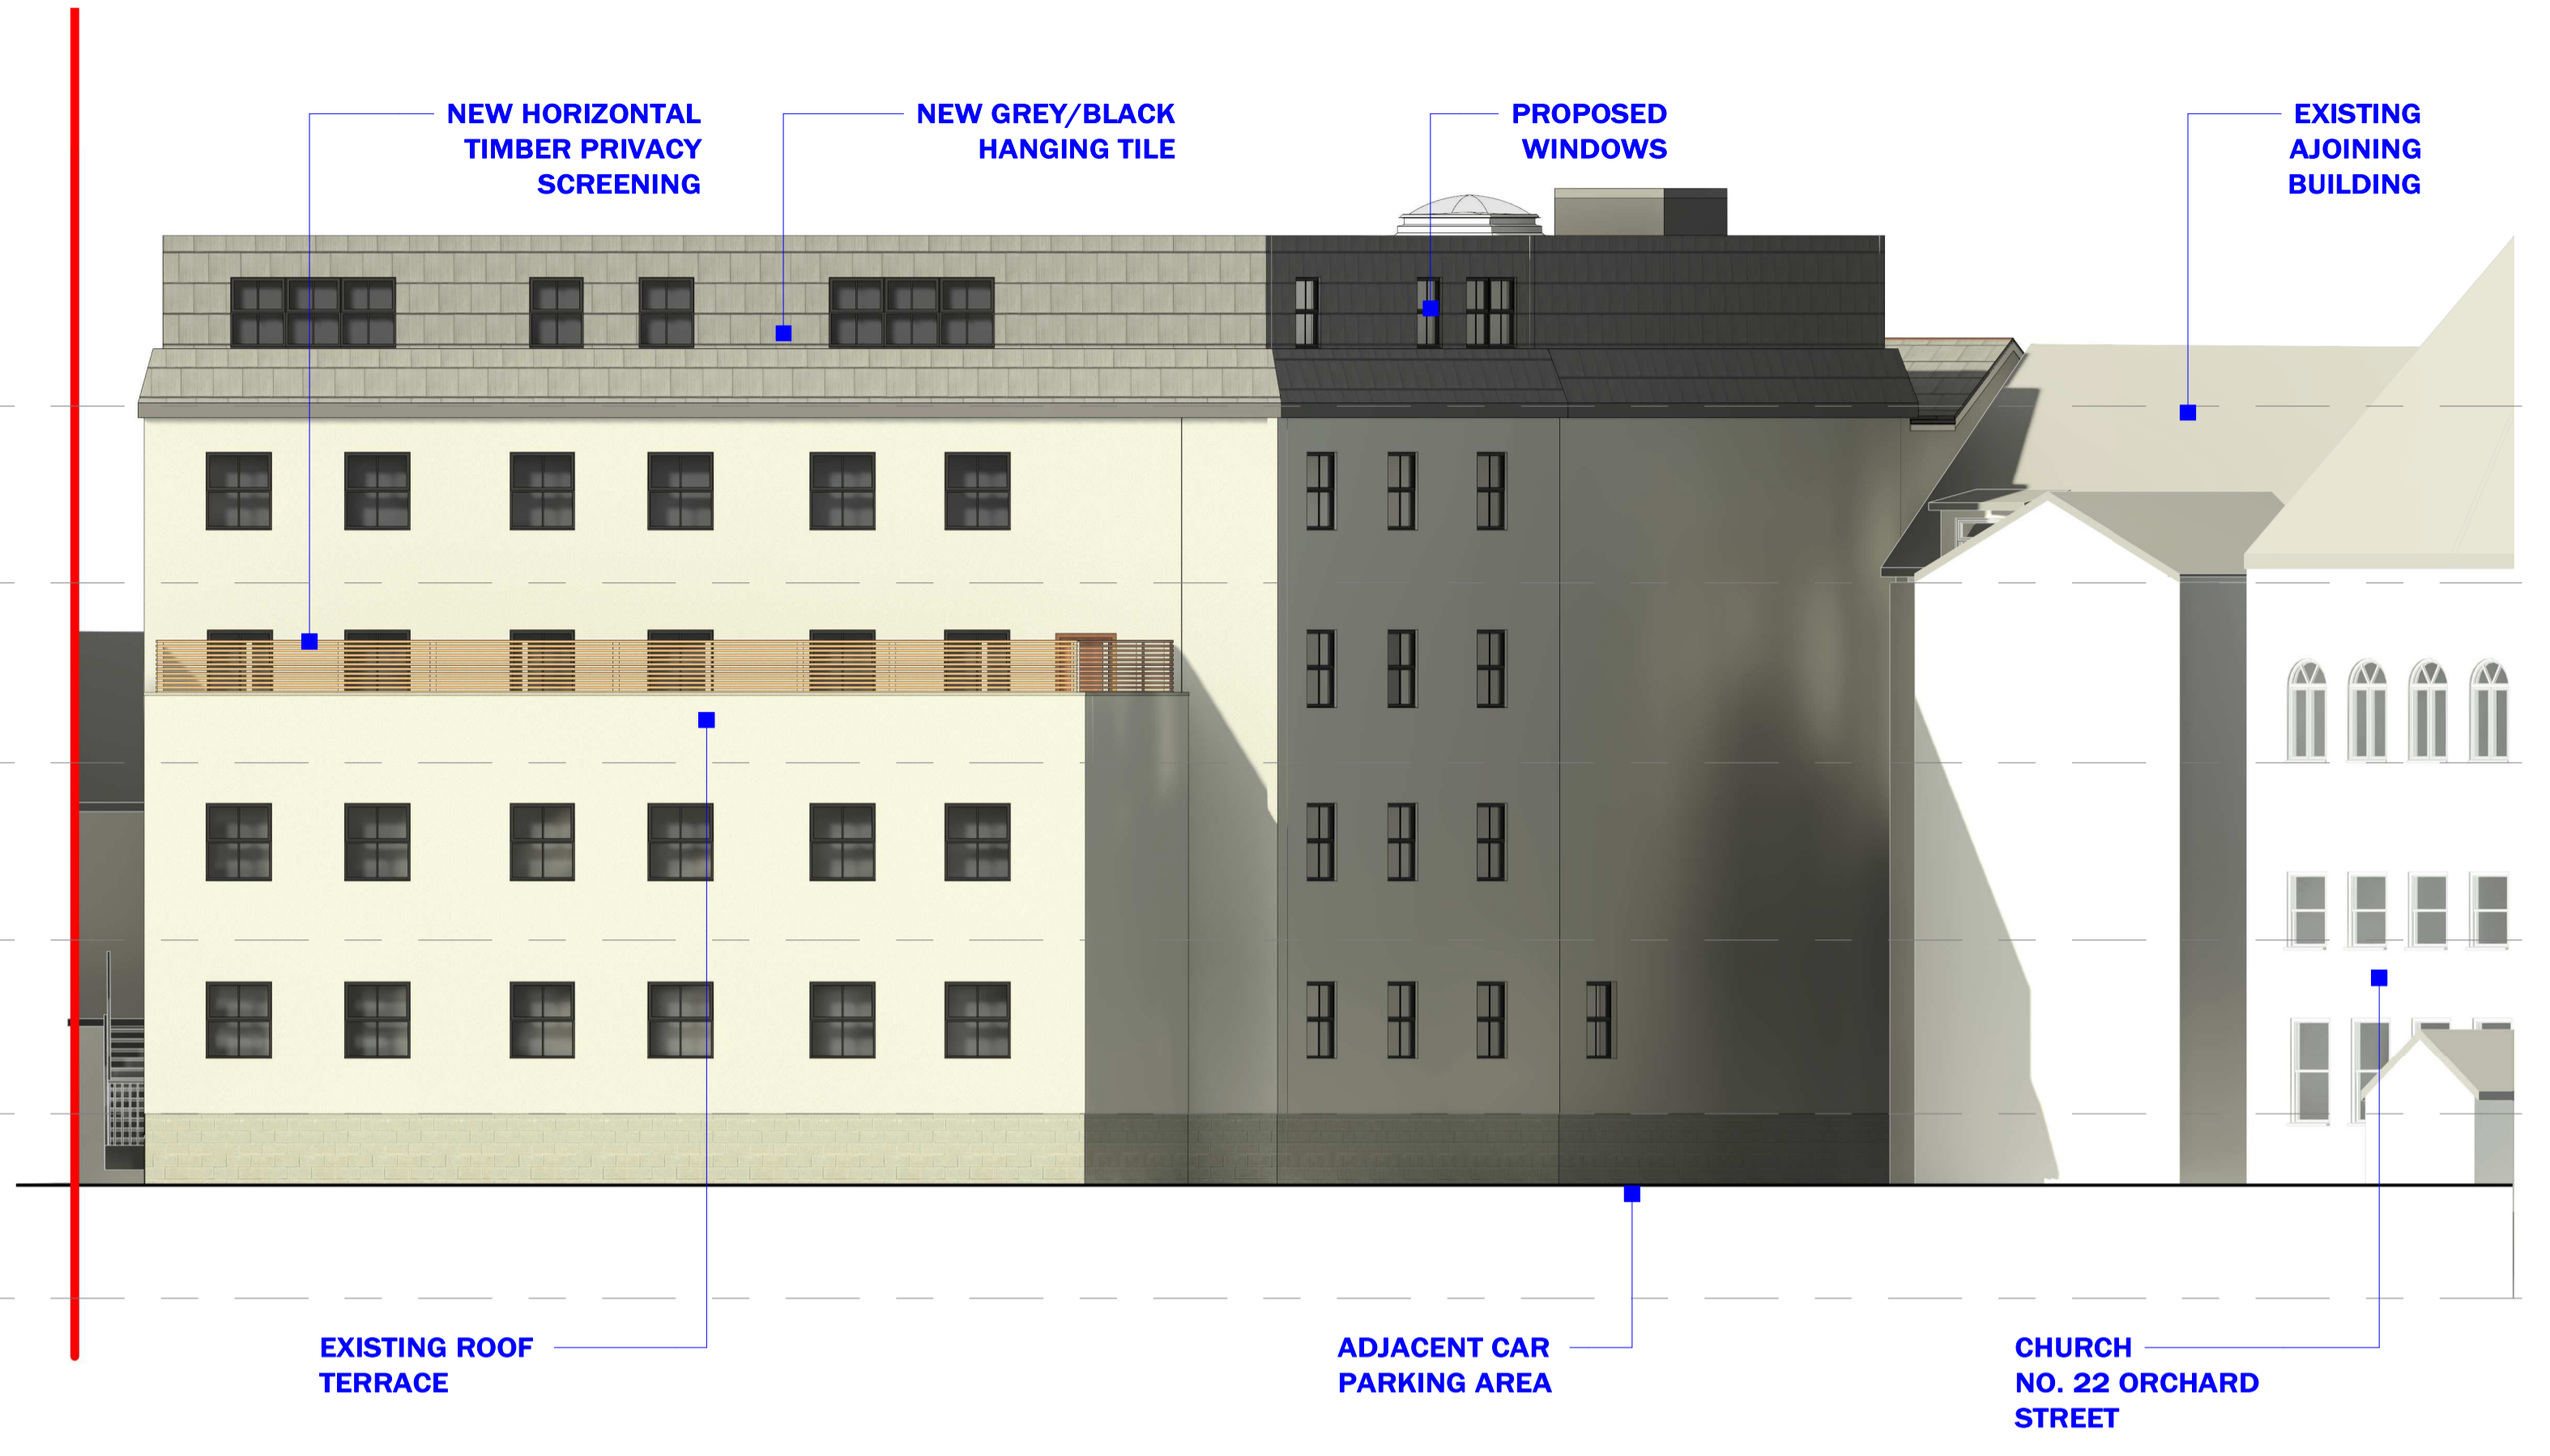 NEW HORIZONTAL
TIMBER PRIVACY
SCREENING
NEW GREY/BLACK
HANGING TILE
PROPOSED
WINDOWS
EXISTING
AJOINING
BUILDING
EXISTING ROOF
TERRACE
ADJACENT CAR
PARKING AREA
CHURCH
NO. 22 ORCHARD
STREET